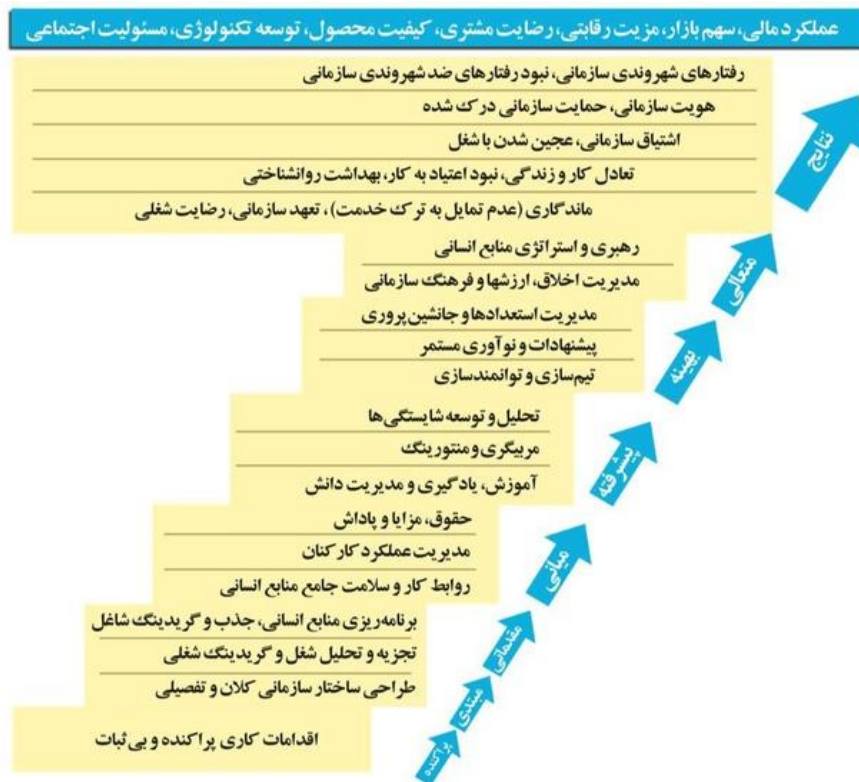 عملکرد مالی، سهم بازار، مزیت رقابتی، رضایت مشتری، کیفیت محصول، توسعه تکنولوژی، مسئولیت اجتماعی
رفتارهای شهروندی سازمانی، نبود رفتارهای ضد شهروندی سازمانی
هویت سازمانی، حمایت سازمانی درک شده
اشتیاق سازمانی، عجین شدن با شغل
تعادل کار و زندگی، نبود اعتیاد به کار، بهداشت روانشناختی
ماندگاری (عدم تمایل به ترک خدمت)، تعهد سازمانی، رضایت شغلی
نتایج
رهبری و استراتژی منابع انسانی
مدیریت اخلاق، ارزشها و فرهنگ سازمانی
متعالی
مدیریت استعدادها و جانشین پروری
پیشنهادات و نوآوری مستمر
تیم‌سازی و توانمندسازی
بهینه
تحلیل و توسعه شایستگی‌ها
مربیگری و منتورینگ
آموزش، یادگیری و مدیریت دانش
پیشرفته
حقوق، مزایا و پاداش
مدیریت عملکرد کارکنان
روابط کار و سلامت جامع منابع انسانی
میانی
برنامه‌ریزی منابع انسانی، جذب و گریدینگ شاغل
تجزیه و تحلیل شغل و گریدینگ شغلی
طراحی ساختار سازمانی کلان و تفصیلی
مقدماتی
مبتدی
اقدامات کاری پراکنده و بی ثبات
پراکنده